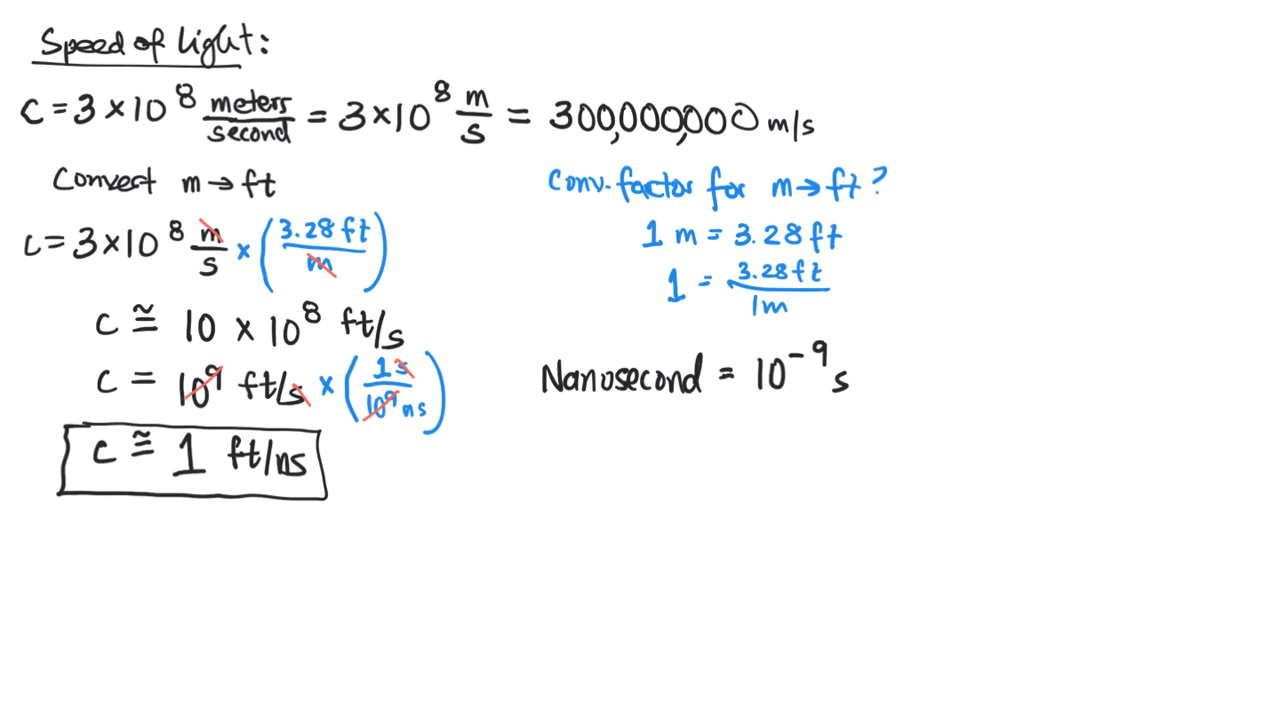 Speed of light:
c = 3 × 10^8 meters/second = 3 × 10^8 m/s = 300,000,000 m/s
Convert m → ft
Conv. factor for m → ft?
c = 3 × 10^8 m/s × (3.28 ft/m)
1 m = 3.28 ft
1 = 3.28 ft/1m
c ≅ 10 × 10^8 ft/s
c = 10^9 ft/s × (1s/10^9 ns)
Nanosecond = 10^-9 s
c ≅ 1 ft/ns